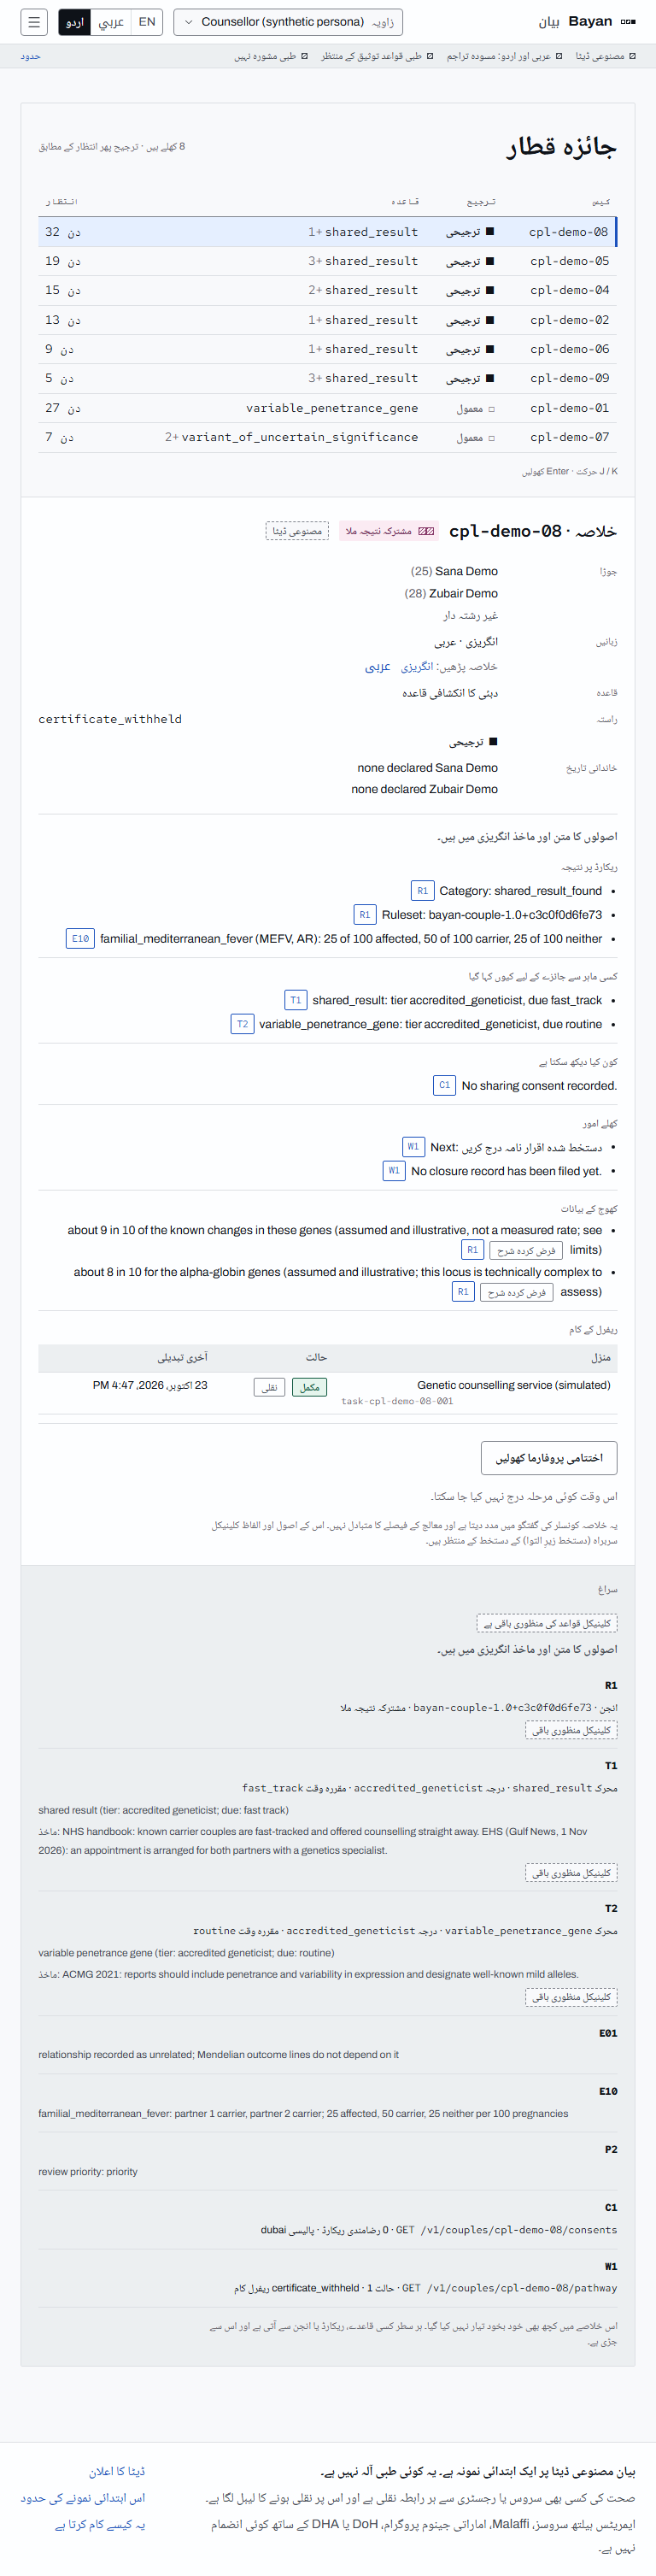 Bayan بیان
زاویہ Counsellor (synthetic persona)
EN عربي اردو
مصنوعی ڈیٹا
عربی اور اردو: مسودہ تراجم
طبی قواعد توثیق کے منتظر
طبی مشورہ نہیں
حدود
جائزہ قطار
8 کھلے ہیں · ترجیح پھر انتظار کے مطابق
کیس ترجیح قاعدہ انتظار
cpl-demo-08 ترجیحی shared_result +1 32 دن
cpl-demo-05 ترجیحی shared_result +3 19 دن
cpl-demo-04 ترجیحی shared_result +2 15 دن
cpl-demo-02 ترجیحی shared_result +1 13 دن
cpl-demo-06 ترجیحی shared_result +1 9 دن
cpl-demo-09 ترجیحی shared_result +3 5 دن
cpl-demo-01 معمول variable_penetrance_gene 27 دن
cpl-demo-07 معمول variant_of_uncertain_significance +2 7 دن
J / K حرکت · Enter کھولیں
خلاصہ · cpl-demo-08 مشترکہ نتیجہ ملا مصنوعی ڈیٹا
جوڑا Sana Demo (25)
Zubair Demo (28)
غیر رشتہ دار
زبانیں انگریزی · عربی
خلاصہ پڑھیں: انگریزی عربی
قاعدہ دبئی کا انکشافی قاعدہ
راستہ certificate_withheld
ترجیحی
خاندانی تاریخ none declared Sana Demo
none declared Zubair Demo
اصولوں کا متن اور ماخذ انگریزی میں ہیں۔
ریکارڈ پر نتیجہ
Category: shared_result_found R1
Ruleset: bayan-couple-1.0+c3c0f0d6fe73 R1
familial_mediterranean_fever (MEFV, AR): 25 of 100 affected, 50 of 100 carrier, 25 of 100 neither E10
کسی ماہر سے جائزے کے لیے کیوں کہا گیا
shared_result: tier accredited_geneticist, due fast_track T1
variable_penetrance_gene: tier accredited_geneticist, due routine T2
کون کیا دیکھ سکتا ہے
No sharing consent recorded. C1
کھلے امور
Next: دستخط شدہ اقرار نامہ درج کریں W1
No closure record has been filed yet. W1
کھوج کے بیانات
about 9 in 10 of the known changes in these genes (assumed and illustrative, not a measured rate; see
limits) فرض کردہ شرح R1
about 8 in 10 for the alpha-globin genes (assumed and illustrative; this locus is technically complex to
assess) فرض کردہ شرح R1
ریفرل کے کام
منزل حالت آخری تبدیلی
Genetic counselling service (simulated) مکمل نقلی 23 اکتوبر، 2026، 4:47 PM
task-cpl-demo-08-001
اختتامی پروفارما کھولیں
اس وقت کوئی مرحلہ درج نہیں کیا جا سکتا۔
یہ خلاصہ کونسلر کی گفتگو میں مدد دیتا ہے اور معالج کے فیصلے کا متبادل نہیں۔ اس کے اصول اور الفاظ کلینیکل
سربراہ (دستخط زیرِ التوا) کے دستخط کے منتظر ہیں۔
سراغ
کلینیکل قواعد کی منظوری باقی ہے
اصولوں کا متن اور ماخذ انگریزی میں ہیں۔
R1
انجن · bayan-couple-1.0+c3c0f0d6fe73 · مشترکہ نتیجہ ملا
کلینیکل منظوری باقی
T1
محرک shared_result · درجہ accredited_geneticist · مقررہ وقت fast_track
shared result (tier: accredited geneticist; due: fast track)
ماخذ: NHS handbook: known carrier couples are fast-tracked and offered counselling straight away. EHS (Gulf News, 1 Nov
2026): an appointment is arranged for both partners with a genetics specialist.
کلینیکل منظوری باقی
T2
محرک variable_penetrance_gene · درجہ accredited_geneticist · مقررہ وقت routine
variable penetrance gene (tier: accredited geneticist; due: routine)
ماخذ: ACMG 2021: reports should include penetrance and variability in expression and designate well-known mild alleles.
کلینیکل منظوری باقی
E01
relationship recorded as unrelated; Mendelian outcome lines do not depend on it
E10
familial_mediterranean_fever: partner 1 carrier, partner 2 carrier; 25 affected, 50 carrier, 25 neither per 100 pregnancies
P2
review priority: priority
C1
GET /v1/couples/cpl-demo-08/consents · 0 رضامندی ریکارڈ · پالیسی dubai
W1
GET /v1/couples/cpl-demo-08/pathway · حالت certificate_withheld · 1 ریفرل کام
اس خلاصے میں کچھ بھی خود بخود تیار نہیں کیا گیا۔ ہر سطر کسی قاعدے، ریکارڈ یا انجن سے آتی ہے اور اس سے
جڑی ہے۔
بیان مصنوعی ڈیٹا پر ایک ابتدائی نمونہ ہے۔ یہ کوئی طبی آلہ نہیں ہے۔
صحت کی کسی بھی سروس یا رجسٹری سے ہر رابطہ نقلی ہے اور اس پر نقلی ہونے کا لیبل لگا ہے۔
ایمریٹس ہیلتھ سروسز، Malaffi، اماراتی جینوم پروگرام، DoH یا DHA کے ساتھ کوئی انضمام
نہیں ہے۔
ڈیٹا کا اعلان
اس ابتدائی نمونے کی حدود
یہ کیسے کام کرتا ہے